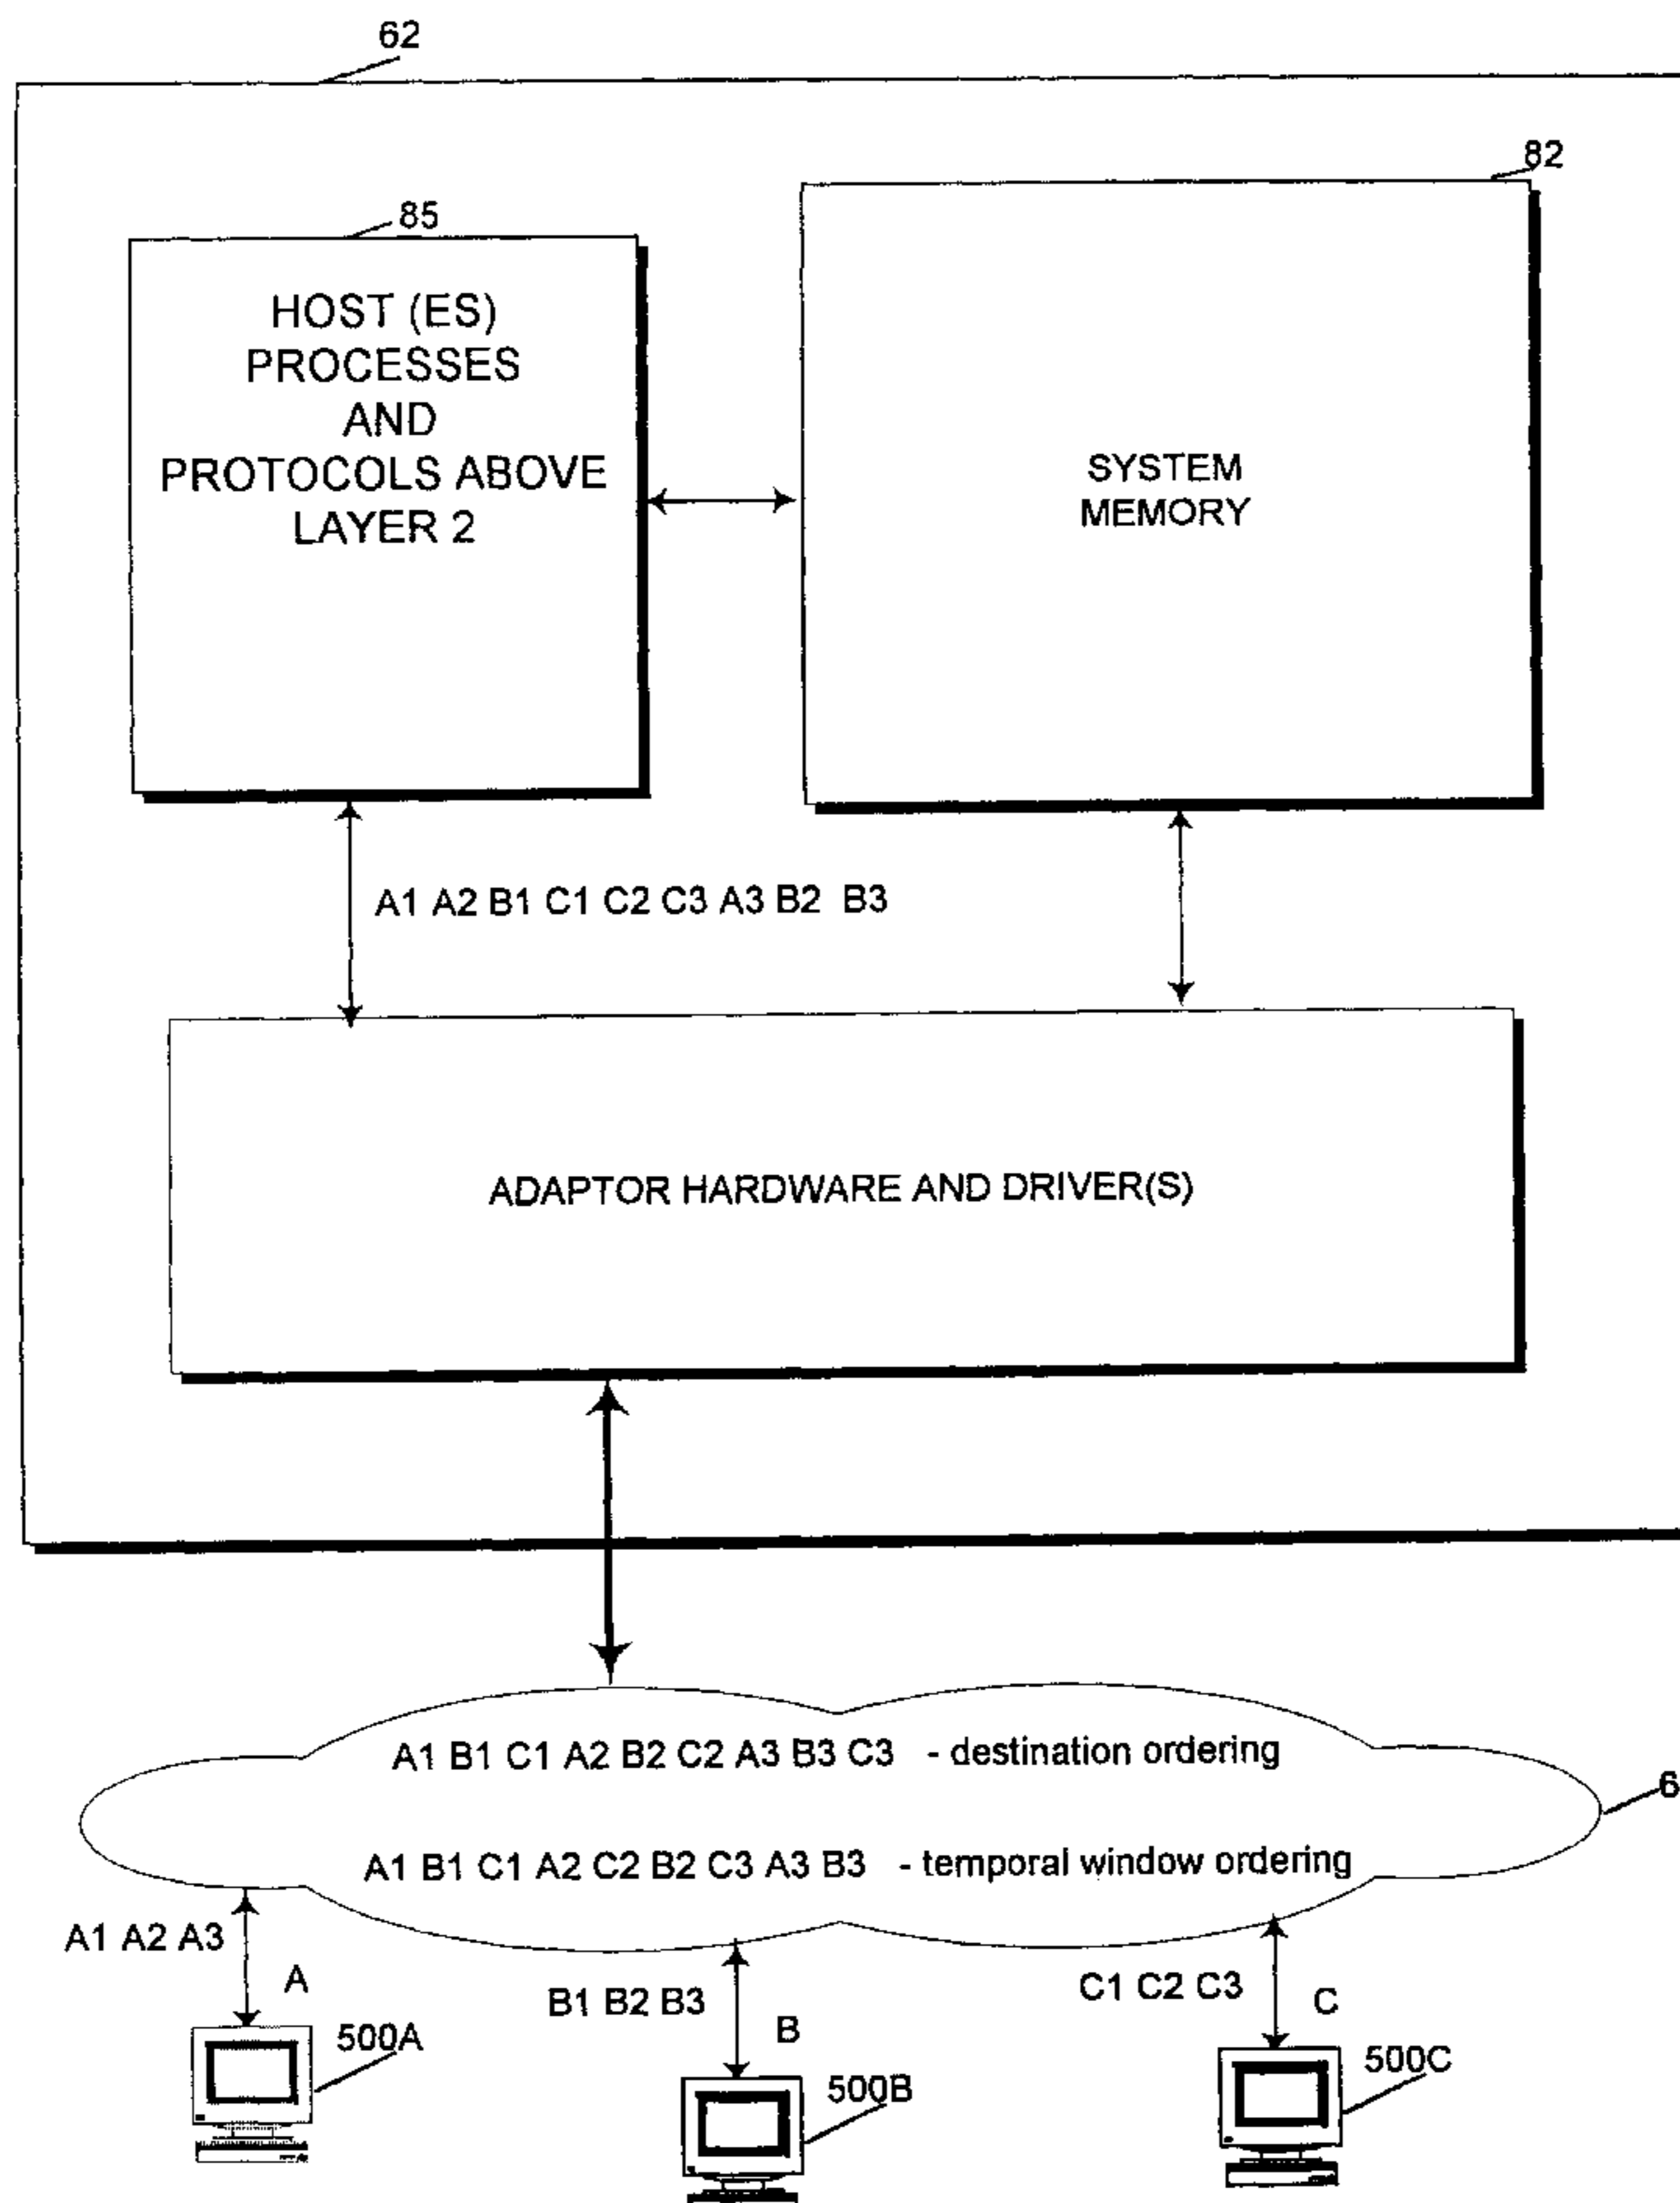 62
82
85
HOST (ES)
PROCESSES
AND
PROTOCOLS ABOVE
LAYER 2
SYSTEM
MEMORY
A1 A2 B1 C1 C2 C3 A3 B2 B3
ADAPTOR HARDWARE AND DRIVER(S)
A1 B1 C1 A2 B2 C2 A3 B3 C3 - destination ordering
6
A1 B1 C1 A2 C2 B2 C3 A3 B3 - temporal window ordering
A1 A2 A3
A
500A
B1 B2 B3
B
500B
C1 C2 C3
C
500C